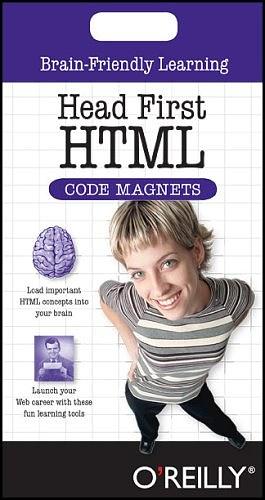 Brain-Friendly Learning
Head First
HTML
CODE MAGNETS
Load important
HTML concepts into
your brain
Launch your
Web career with these
fun learning tools
O'REILLY®